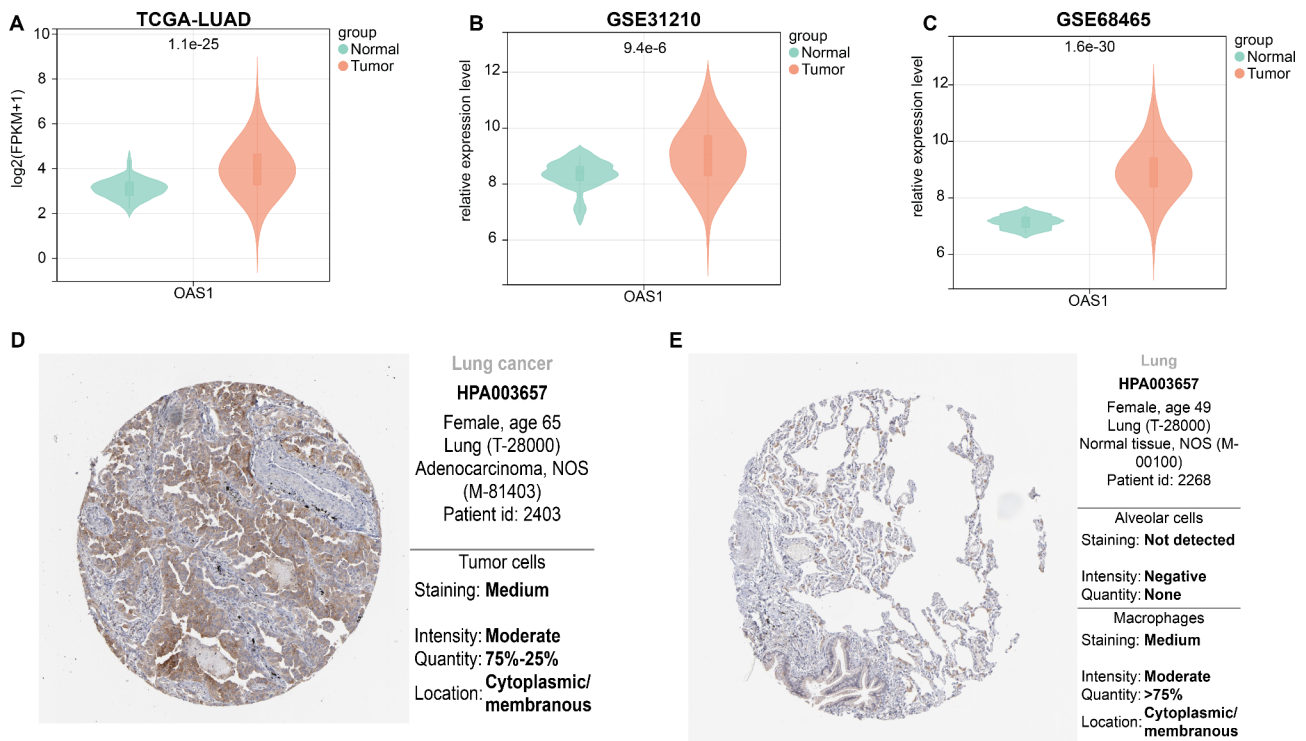 A
TCGA-LUAD
1.1e-25
group
Normal
Tumor
log2(FPKM+1)
10
8
6
4
2
0
OAS1
B
GSE31210
9.4e-6
group
Normal
Tumor
relative expression level
12
10
8
6
OAS1
C
GSE68465
1.6e-30
group
Normal
Tumor
relative expression level
12
10
8
6
OAS1
D
Lung cancer
HPA003657
Female, age 65
Lung (T-28000)
Adenocarcinoma, NOS
(M-81403)
Patient id: 2403
Tumor cells
Staining: Medium
Intensity: Moderate
Quantity: 75%-25%
Location: Cytoplasmic/
membranous
E
Lung
HPA003657
Female, age 49
Lung (T-28000)
Normal tissue, NOS (M-
00100)
Patient id: 2268
Alveolar cells
Staining: Not detected
Intensity: Negative
Quantity: None
Macrophages
Staining: Medium
Intensity: Moderate
Quantity: >75%
Location: Cytoplasmic/
membranous